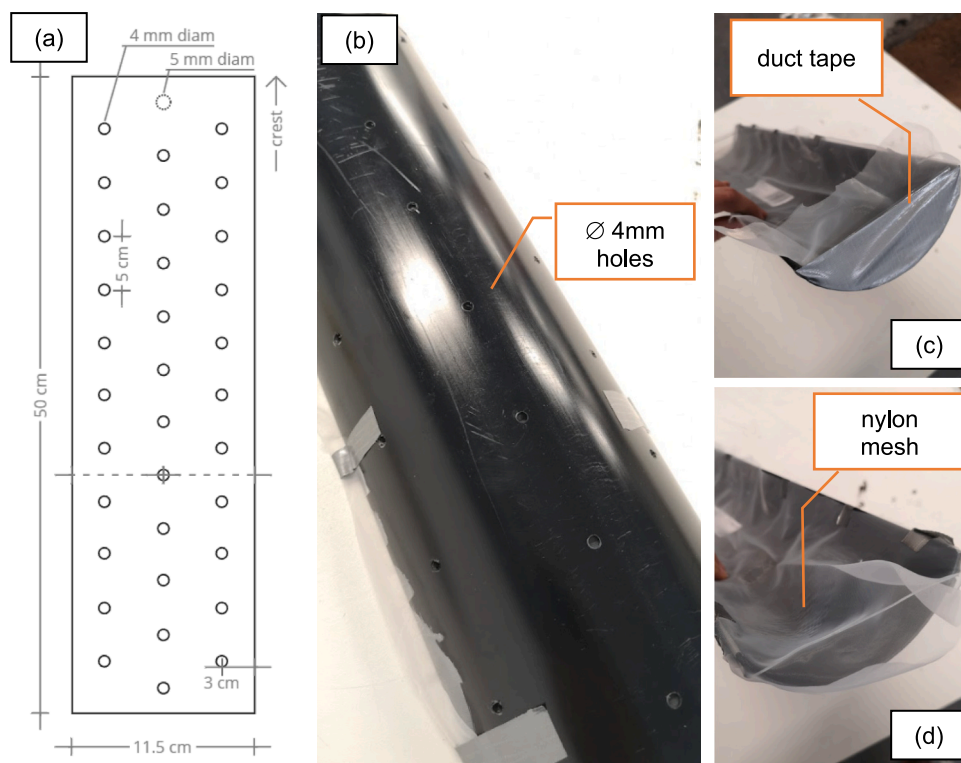 (a)
4 mm diam
5 mm diam
crest
5 cm
50 cm
3 cm
11.5 cm
(b)
∅ 4mm
holes
duct tape
(c)
nylon
mesh
(d)